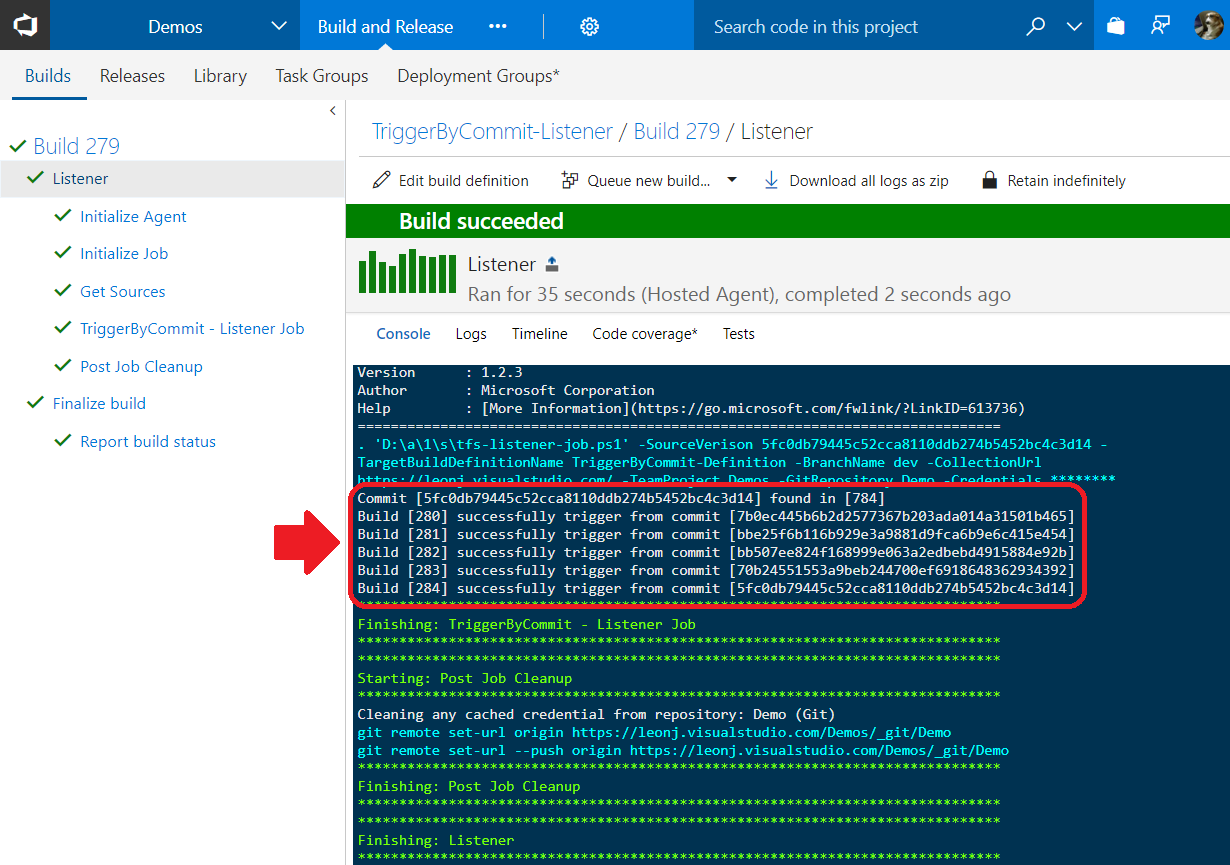 Demos
Build and Release
•••
Search code in this project
Builds
Releases
Library
Task Groups
Deployment Groups*
Build 279
Listener
Initialize Agent
Initialize Job
Get Sources
TriggerByCommit - Listener Job
Post Job Cleanup
Finalize build
Report build status
TriggerByCommit-Listener / Build 279 / Listener
Edit build definition
Queue new build...
Download all logs as zip
Retain indefinitely
Build succeeded
Listener
Ran for 35 seconds (Hosted Agent), completed 2 seconds ago
Console
Logs
Timeline
Code coverage*
Tests
Version : 1.2.3
Author : Microsoft Corporation
Help : [More Information](https://go.microsoft.com/fwlink/?LinkID=613736)
==============================================================================
. 'D:\a\1\s\tfs-listener-job.ps1' -SourceVerison 5fc0db79445c52cca8110ddb274b5452bc4c3d14 -
TargetBuildDefinitionName TriggerByCommit-Definition -BranchName dev -CollectionUrl
https://leonj.visualstudio.com/ -TeamProject Demos -GitRepository Demo -Credentials ********
Commit [5fc0db79445c52cca8110ddb274b5452bc4c3d14] found in [784]
Build [280] successfully trigger from commit [7b0ec445b6b2d2577367b203ada014a31501b465]
Build [281] successfully trigger from commit [bbe25f6b116b929e3a9881d9fca6b9e6c415e454]
Build [282] successfully trigger from commit [bb507ee824f168999e063a2edbebd4915884e92b]
Build [283] successfully trigger from commit [70b24551553a9beb244700ef6918648362934392]
Build [284] successfully trigger from commit [5fc0db79445c52cca8110ddb274b5452bc4c3d14]
******************************************************************************
Finishing: TriggerByCommit - Listener Job
******************************************************************************
******************************************************************************
Starting: Post Job Cleanup
******************************************************************************
Cleaning any cached credential from repository: Demo (Git)
git remote set-url origin https://leonj.visualstudio.com/Demos/_git/Demo
git remote set-url --push origin https://leonj.visualstudio.com/Demos/_git/Demo
******************************************************************************
Finishing: Post Job Cleanup
******************************************************************************
******************************************************************************
Finishing: Listener
******************************************************************************